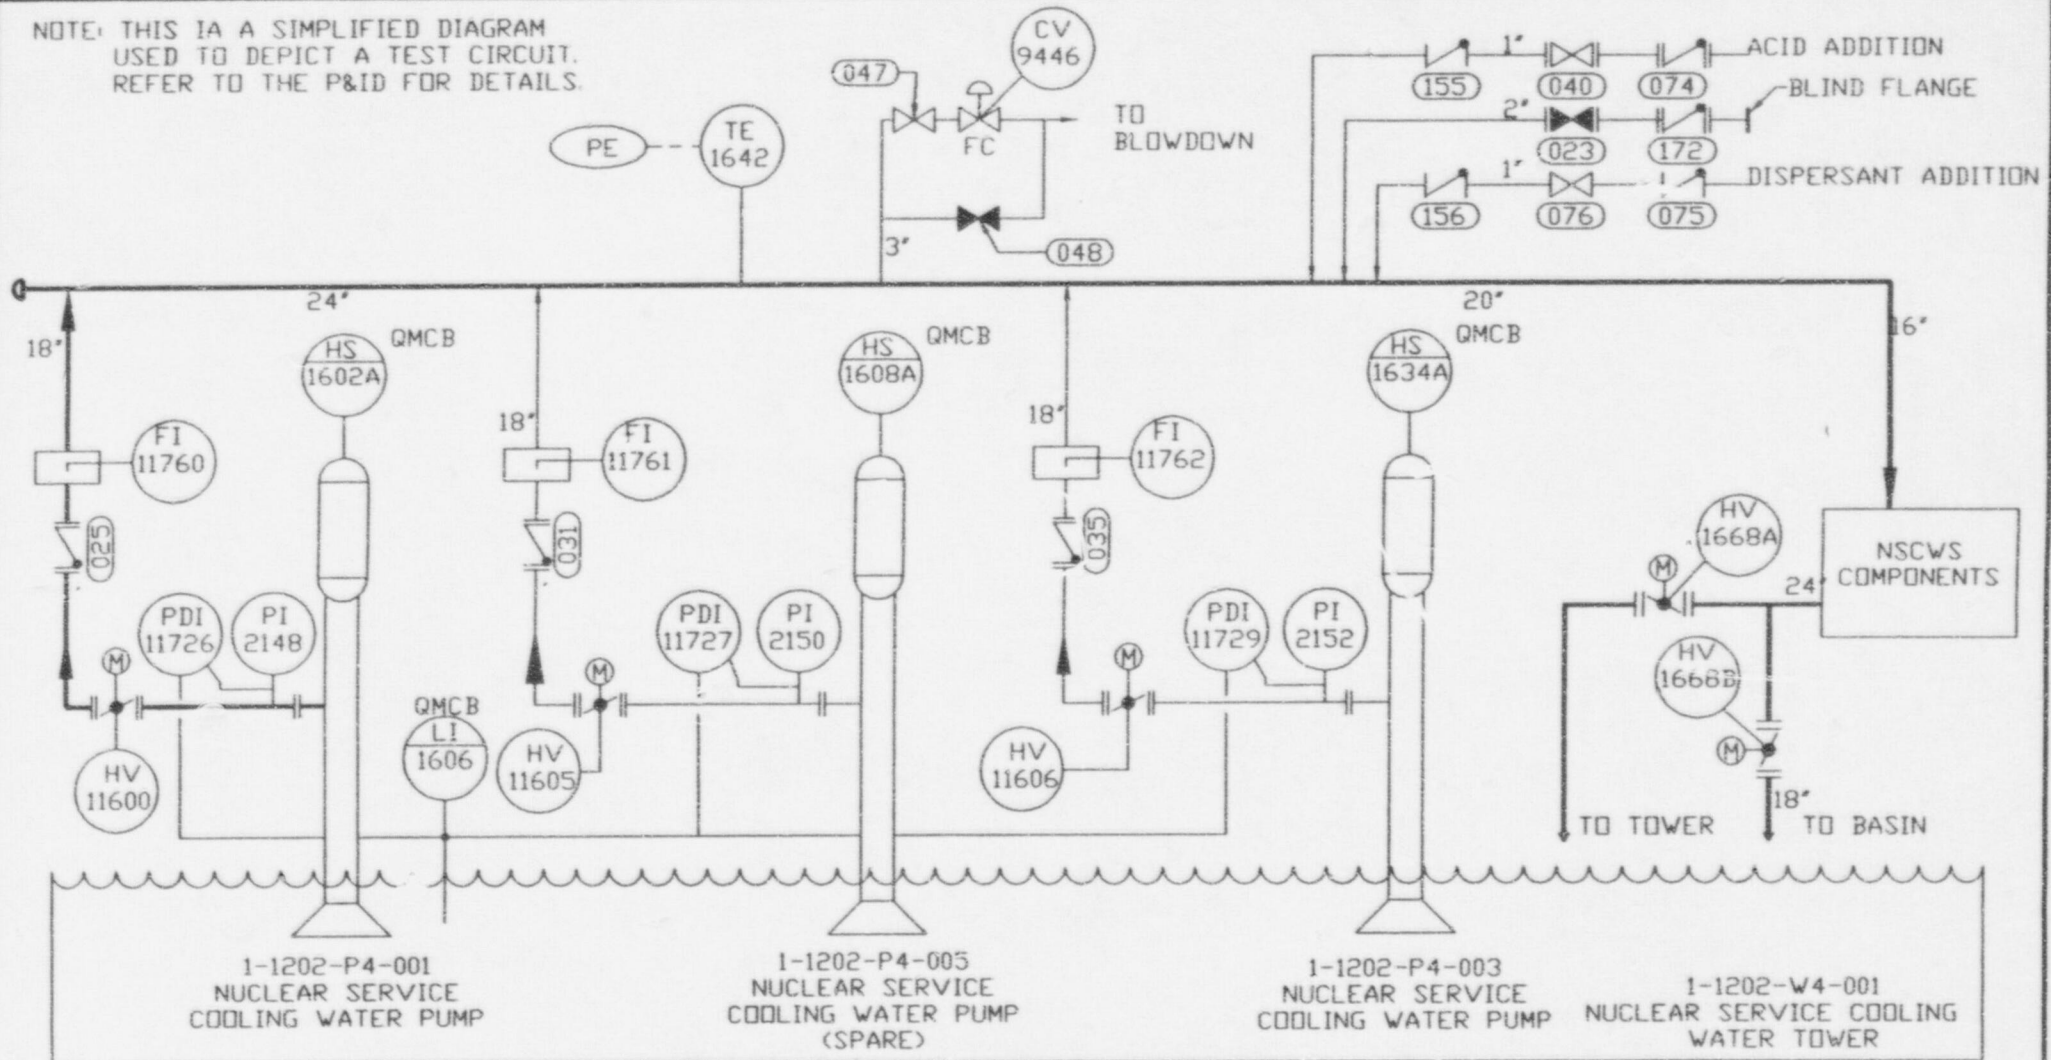 NOTE: THIS IA A SIMPLIFIED DIAGRAM
USED TO DEPICT A TEST CIRCUIT.
REFER TO THE P&ID FOR DETAILS.
PE
TE
1642
047
CV
9446
FC
TO
BLOWDOWN
048
3"
155
1"
040
074
ACID ADDITION
2"
023
172
BLIND FLANGE
156
1"
076
075
DISPERSANT ADDITION
24"
20"
16"
18"
HS
1602A
QMCB
FI
11760
025
PDI
11726
PI
2148
M
HV
11600
18"
HS
1608A
QMCB
FI
11761
031
PDI
11727
PI
2150
M
HV
11605
QMCB
LI
1606
18"
HS
1634A
QMCB
FI
11762
035
PDI
11729
PI
2152
M
HV
11606
HV
1668A
M
24"
NSCWS
COMPONENTS
HV
1668B
M
18"
TO TOWER
TO BASIN
1-1202-P4-001
NUCLEAR SERVICE
COOLING WATER PUMP
1-1202-P4-005
NUCLEAR SERVICE
COOLING WATER PUMP
(SPARE)
1-1202-P4-003
NUCLEAR SERVICE
COOLING WATER PUMP
1-1202-W4-001
NUCLEAR SERVICE COOLING
WATER TOWER